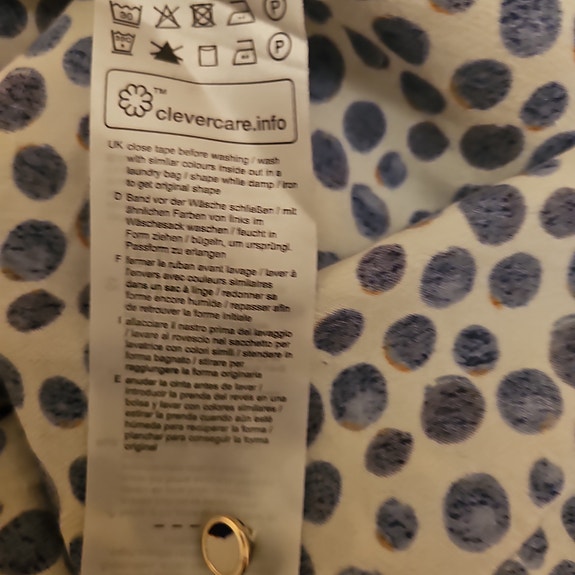 P
P
TM
clevercare.info
UK close tape before washing / wash
with similar colours inside out in a
laundry bag / shape while damp / iron
to get original shape
D Band vor der Wäsche schließen / mit
ähnlichen Farben von links im
Wäschesack waschen / feucht in
Form ziehen / bügeln, um ursprüngl.
Passform zu erlangen
F fermer le ruban avant lavage / laver à
l'envers avec couleurs similaires
dans un sac à linge / redonner sa
forme encore humide / repasser afin
de retrouver la forme initiale
I allacciare il nastro prima del lavaggio
/ lavare al rovescio nel sacchetto per
lavatrice con colori simili / stendere in
forma bagnata / stirare per
raggiungere la forma originaria
E anudar la cinta antes de lavar /
introducir la prenda del revés en una
bolsa y lavar con colores similares /
estirar la prenda cuando aún esté
húmeda para recuperar la forma /
planchar para conseguir la forma
original